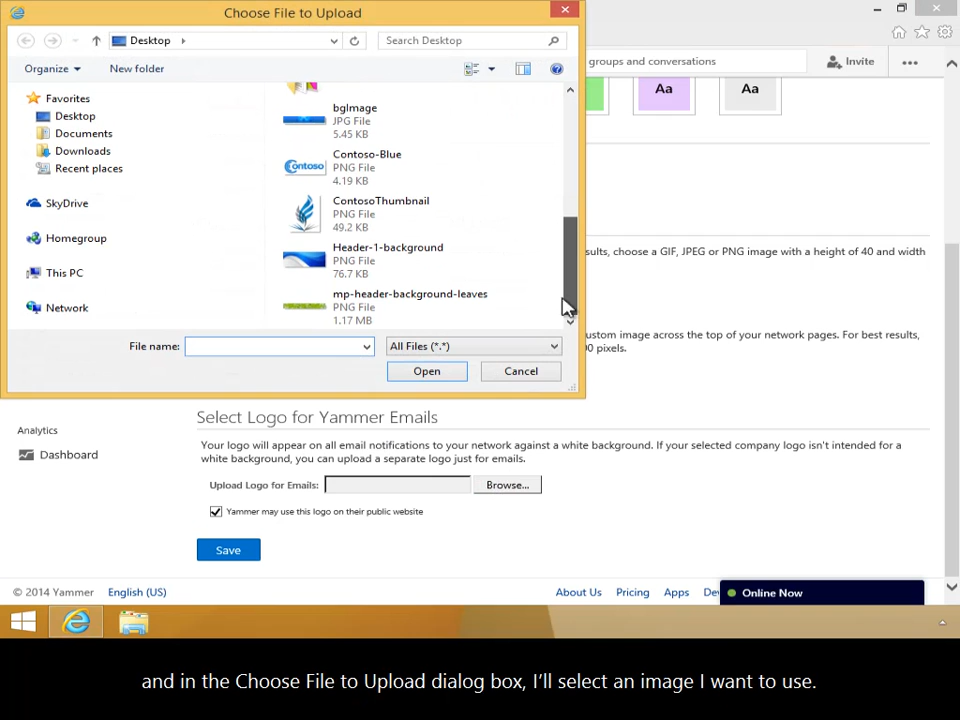 Choose File to Upload
Desktop
Search Desktop
groups and conversations
Invite
Organize
New folder
Favorites
Desktop
Documents
Downloads
Recent places
SkyDrive
Homegroup
This PC
Network
bgImage
JPG File
5.45 KB
Contoso
Contoso-Blue
PNG File
4.19 KB
ContosoThumbnail
PNG File
49.2 KB
Header-1-background
PNG File
76.7 KB
mp-header-background-leaves
PNG File
1.17 MB
Aa
Aa
sults, choose a GIF, JPEG or PNG image with a height of 40 and width
ustom image across the top of your network pages. For best results,
00 pixels.
File name:
All Files (*.*)
Open
Cancel
Analytics
Dashboard
Select Logo for Yammer Emails
Your logo will appear on all email notifications to your network against a white background. If your selected company logo isn't intended for a
white background, you can upload a separate logo just for emails.
Upload Logo for Emails:
Browse...
Yammer may use this logo on their public website
Save
© 2014 Yammer
English (US)
About Us
Pricing
Apps
De
Online Now
and in the Choose File to Upload dialog box, I'll select an image I want to use.